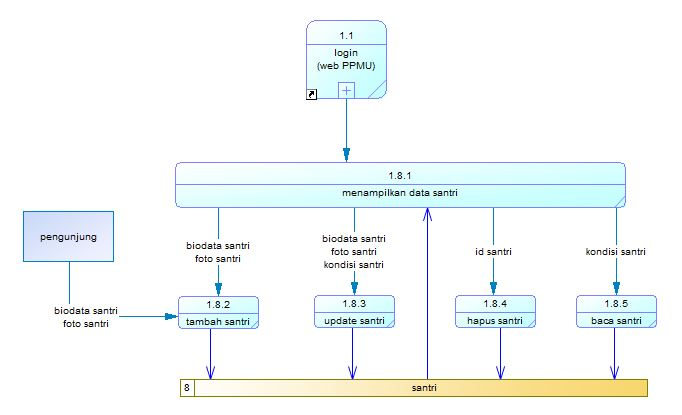 1.1
login
(web PPMU)
1.8.1
menampilkan data santri
pengunjung
biodata santri
foto santri
biodata santri
foto santri
kondisi santri
id santri
kondisi santri
biodata santri
foto santri
1.8.2
tambah santri
1.8.3
update santri
1.8.4
hapus santri
1.8.5
baca santri
8
santri